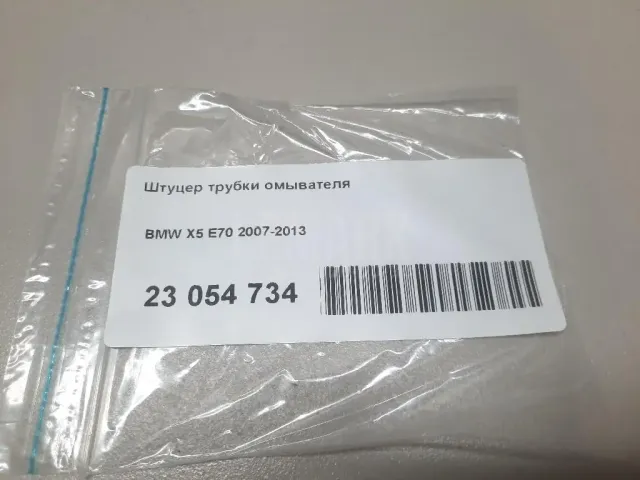 Штуцер трубки омывателя
BMW X5 E70 2007-2013
23 054 734